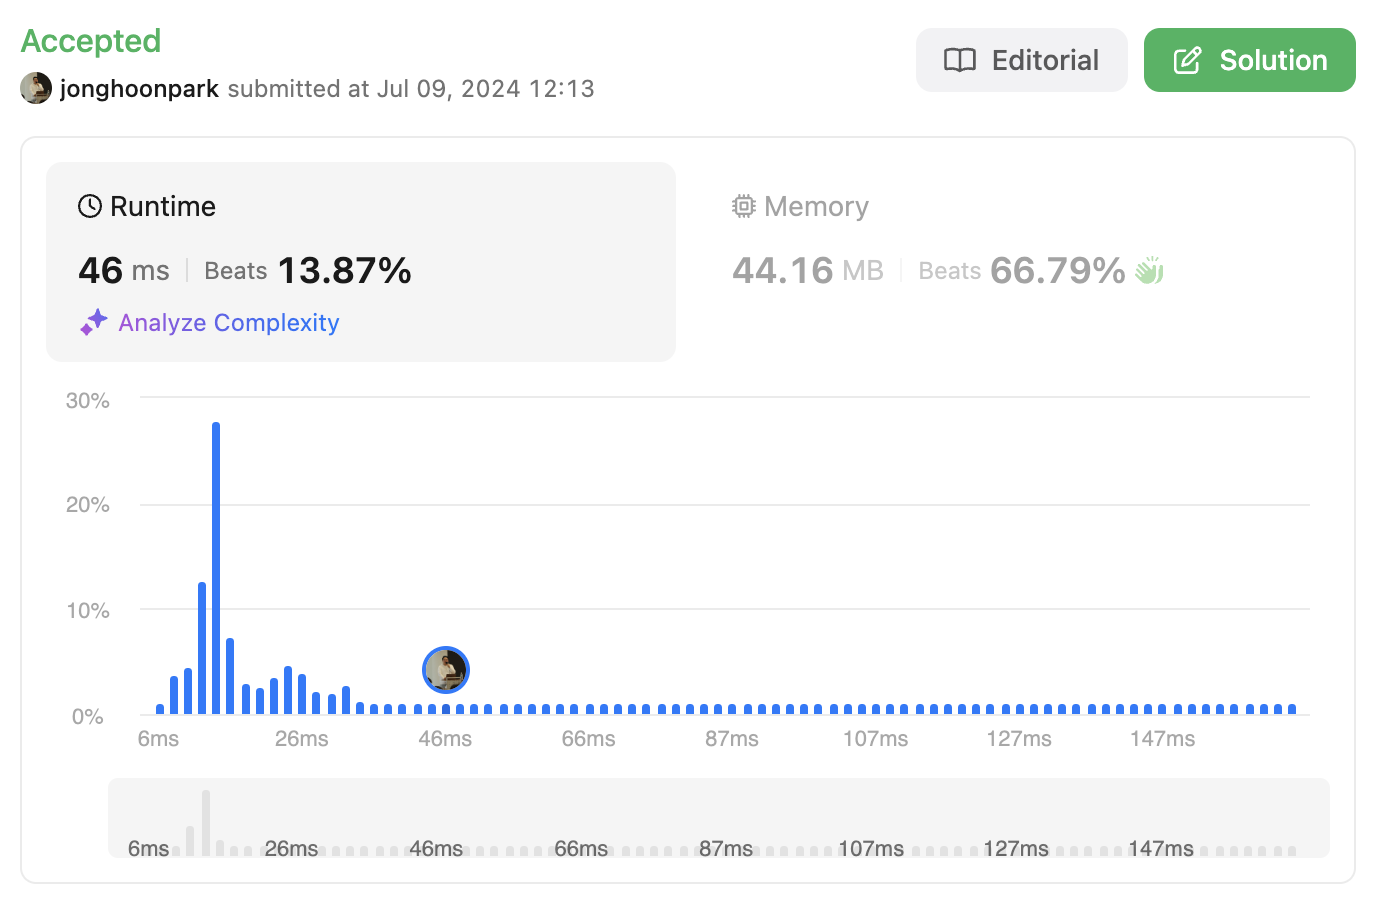 Accepted
jonghoonpark submitted at Jul 09, 2024 12:13
Editorial
Solution
Runtime
46 ms Beats 13.87%
Analyze Complexity
Memory
44.16 MB Beats 66.79%
30%
20%
10%
0%
6ms 26ms 46ms 66ms 87ms 107ms 127ms 147ms
6ms 26ms 46ms 66ms 87ms 107ms 127ms 147ms